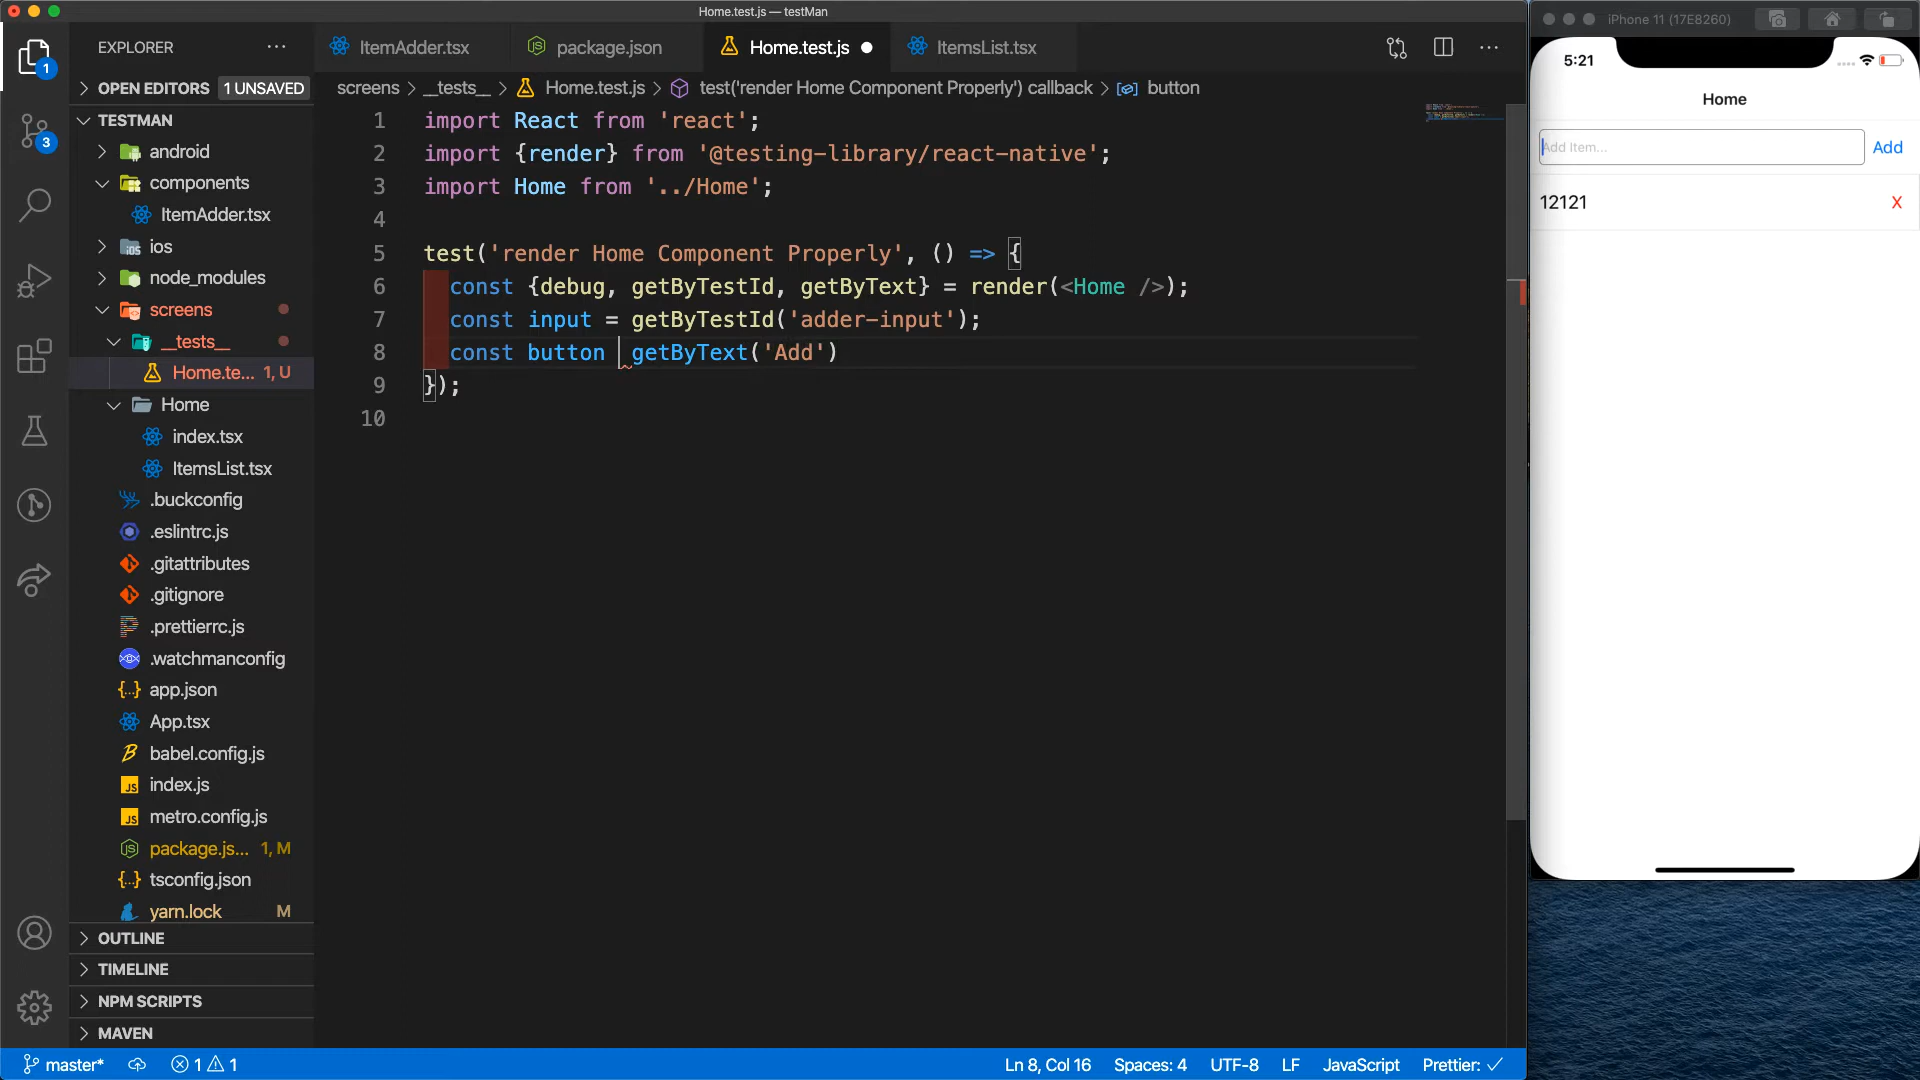 Home.test.js — testMan
iPhone 11 (17E8260)
EXPLORER
ItemAdder.tsx
package.json
Home.test.js
ItemsList.tsx
OPEN EDITORS
1 UNSAVED
screens > __tests__ > Home.test.js > test('render Home Component Properly') callback > button
TESTMAN
android
components
ItemAdder.tsx
ios
node_modules
screens
__tests__
Home.te... 1, U
Home
index.tsx
ItemsList.tsx
.buckconfig
.eslintrc.js
.gitattributes
.gitignore
.prettierrc.js
.watchmanconfig
app.json
App.tsx
babel.config.js
index.js
metro.config.js
package.js... 1, M
tsconfig.json
yarn.lock M
OUTLINE
TIMELINE
NPM SCRIPTS
MAVEN
1
3
1 import React from 'react';
2 import {render} from '@testing-library/react-native';
3 import Home from '../Home';
4
5 test('render Home Component Properly', () => {
6 const {debug, getByTestId, getByText} = render(<Home />);
7 const input = getByTestId('adder-input');
8 const button getByText('Add')
9 });
10
5:21
Home
Add Item...
Add
12121
X
master*
1 1
Ln 8, Col 16
Spaces: 4
UTF-8
LF
JavaScript
Prettier: ✓